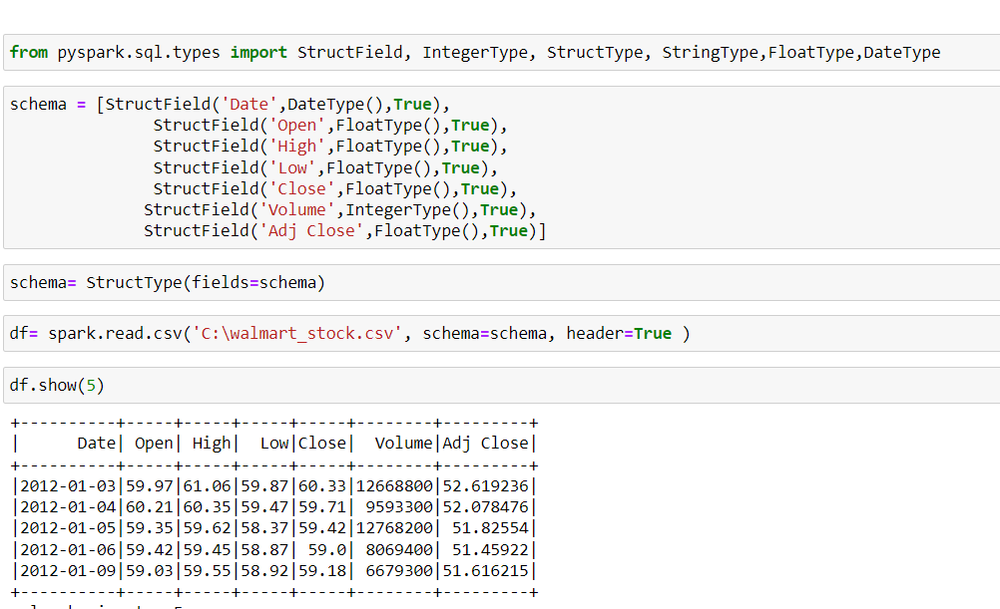 from pyspark.sql.types import StructField, IntegerType, StructType, StringType,FloatType,DateType
schema = [StructField('Date',DateType(),True),
StructField('Open',FloatType(),True),
StructField('High',FloatType(),True),
StructField('Low',FloatType(),True),
StructField('Close',FloatType(),True),
StructField('Volume',IntegerType(),True),
StructField('Adj Close',FloatType(),True)]
schema= StructType(fields=schema)
df= spark.read.csv('C:\walmart_stock.csv', schema=schema, header=True )
df.show(5)
+----------+-----+-----+-----+-----+--------+---------+
|      Date| Open| High|  Low|Close|  Volume|Adj Close|
+----------+-----+-----+-----+-----+--------+---------+
|2012-01-03|59.97|61.06|59.87|60.33|12668800|52.619236|
|2012-01-04|60.21|60.35|59.47|59.71| 9593300|52.078476|
|2012-01-05|59.35|59.62|58.37|59.42|12768200| 51.82554|
|2012-01-06|59.42|59.45|58.87| 59.0| 8069400| 51.45922|
|2012-01-09|59.03|59.55|58.92|59.18| 6679300|51.616215|
+----------+-----+-----+-----+-----+--------+---------+